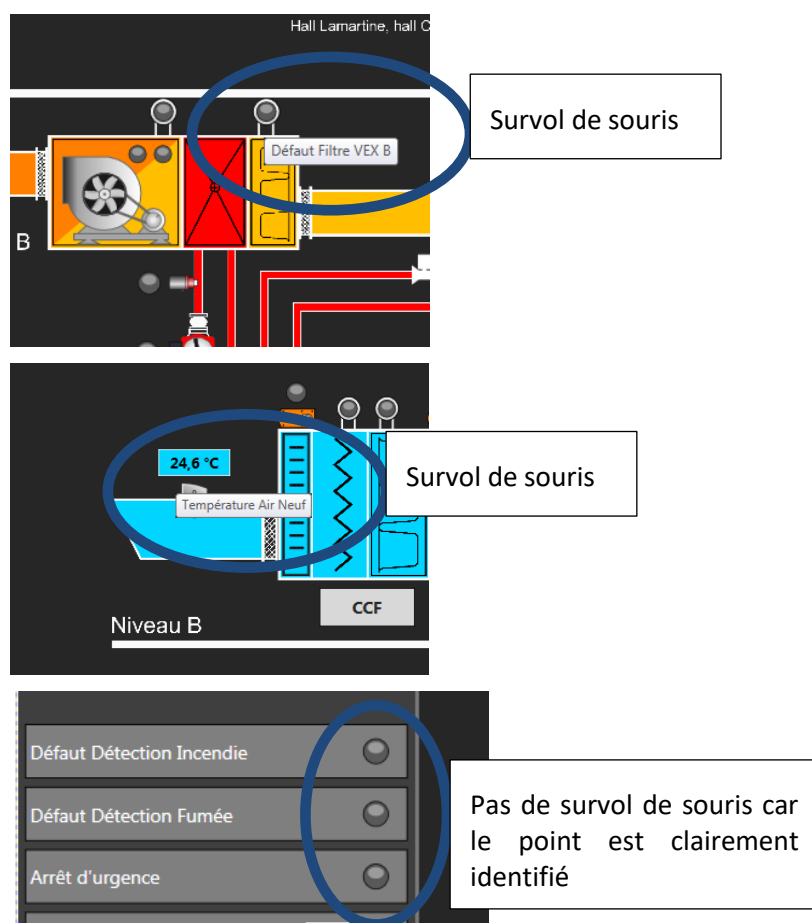 Hall Lamartine, hall C
Survol de souris
Défaut Filtre VEX B
B
24,6 °C
Survol de souris
Température Air Neuf
CCF
Niveau B
Défaut Détection Incendie
Défaut Détection Fumée
Arrêt d'urgence
Pas de survol de souris car
le point est clairement
identifié